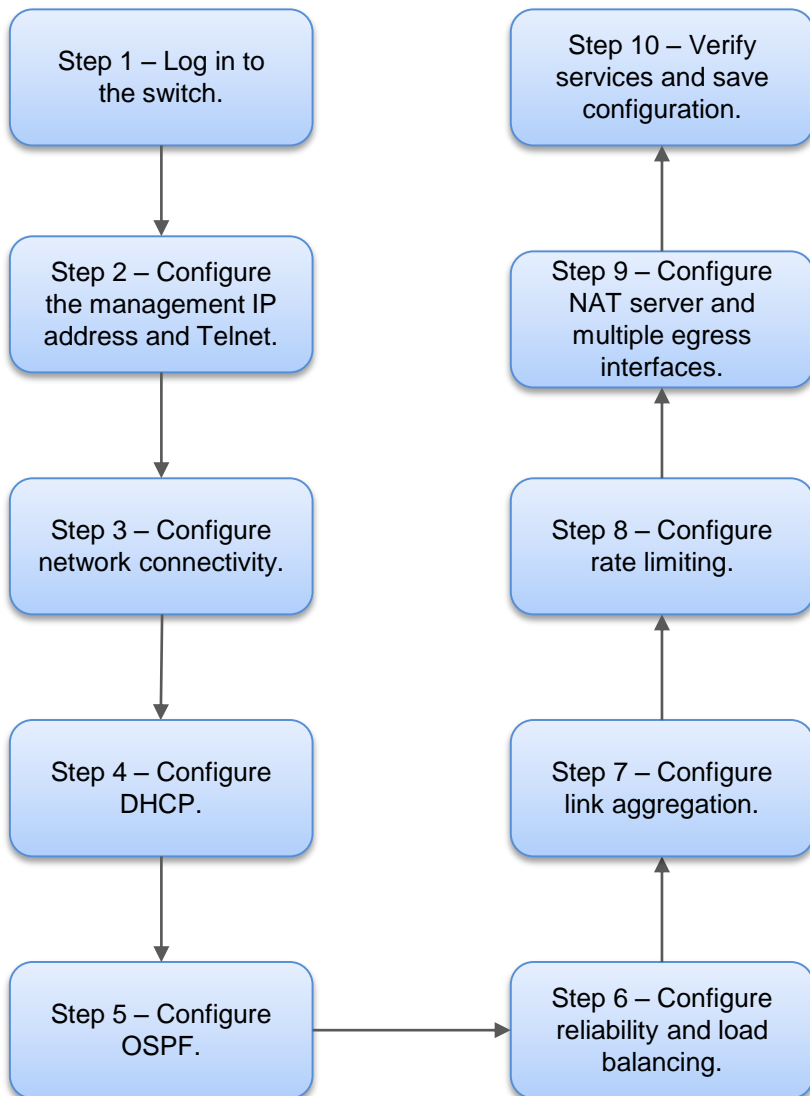 Step 1 – Log in to
the switch.
Step 2 – Configure
the management IP
address and Telnet.
Step 3 – Configure
network connectivity.
Step 4 – Configure
DHCP.
Step 5 – Configure
OSPF.
Step 6 – Configure
reliability and load
balancing.
Step 7 – Configure
link aggregation.
Step 8 – Configure
rate limiting.
Step 9 – Configure
NAT server and
multiple egress
interfaces.
Step 10 – Verify
services and save
configuration.